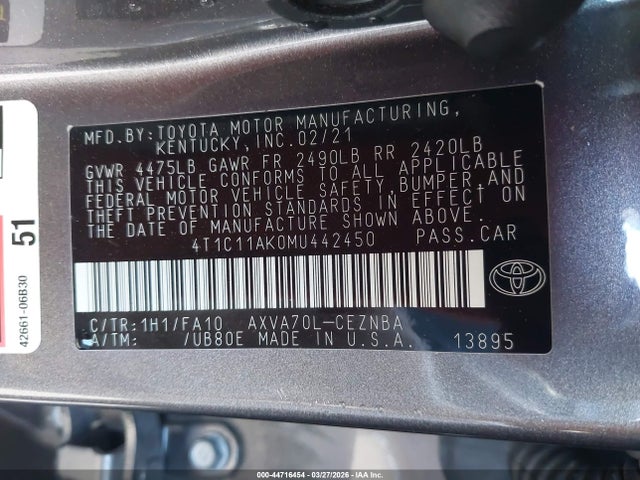 MFD.BY:TOYOTA MOTOR MANUFACTURING,
KENTUCKY,INC.02/21
GVWR 4475LB GAWR FR 2490LB RR 2420LB
THIS VEHICLE CONFORMS TO ALL APPLICABLE
FEDERAL MOTOR VEHICLE SAFETY,BUMPER,AND
THEFT PREVENTION STANDARDS IN EFFECT ON
THE DATE OF MANUFACTURE SHOWN ABOVE.
4T1C11AK0MU442450 PASS.CAR
C/TR:1H1/FA10 AXVA70L-CEZNBA
A/TM: /UB80E MADE IN U.S.A. 13895
51
42661-06B30
000-44716454 | 03/27/2026 | IAAI.COM